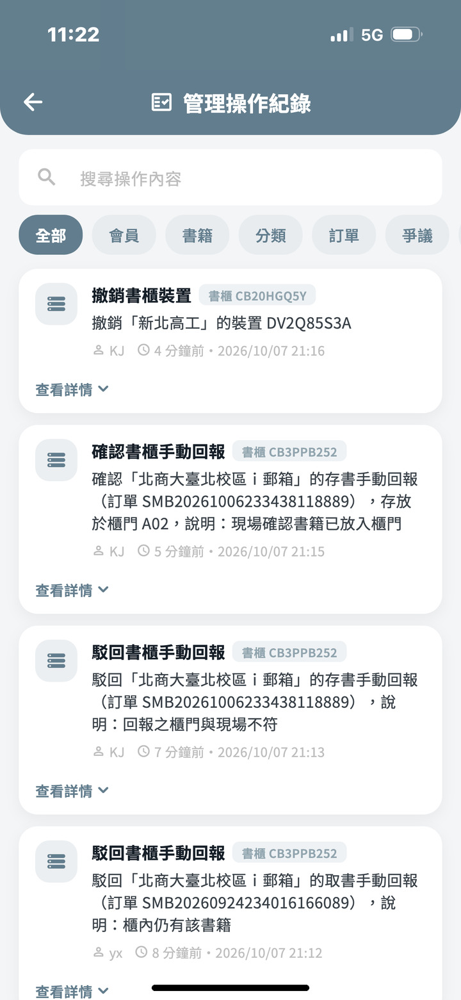 11:22
5G
管理操作紀錄
搜尋操作內容
全部 會員 書籍 分類 訂單 爭議
撤銷書櫃裝置 書櫃 CB20HGQ5Y
撤銷「新北高工」的裝置 DV2Q85S3A
KJ 4 分鐘前・2026/10/07 21:16
查看詳情
確認書櫃手動回報 書櫃 CB3PPB252
確認「北商大臺北校區 i 郵箱」的存書手動回報
（訂單 SMB20261006233438118889），存放
於櫃門 A02，說明：現場確認書籍已放入櫃門
KJ 5 分鐘前・2026/10/07 21:15
查看詳情
駁回書櫃手動回報 書櫃 CB3PPB252
駁回「北商大臺北校區 i 郵箱」的存書手動回報
（訂單 SMB20261006233438118889），說
明：回報之櫃門與現場不符
KJ 7 分鐘前・2026/10/07 21:13
查看詳情
駁回書櫃手動回報 書櫃 CB3PPB252
駁回「北商大臺北校區 i 郵箱」的取書手動回報
（訂單 SMB20260924234016166089），說
明：櫃內仍有該書籍
yx 8 分鐘前・2026/10/07 21:12
查看詳情